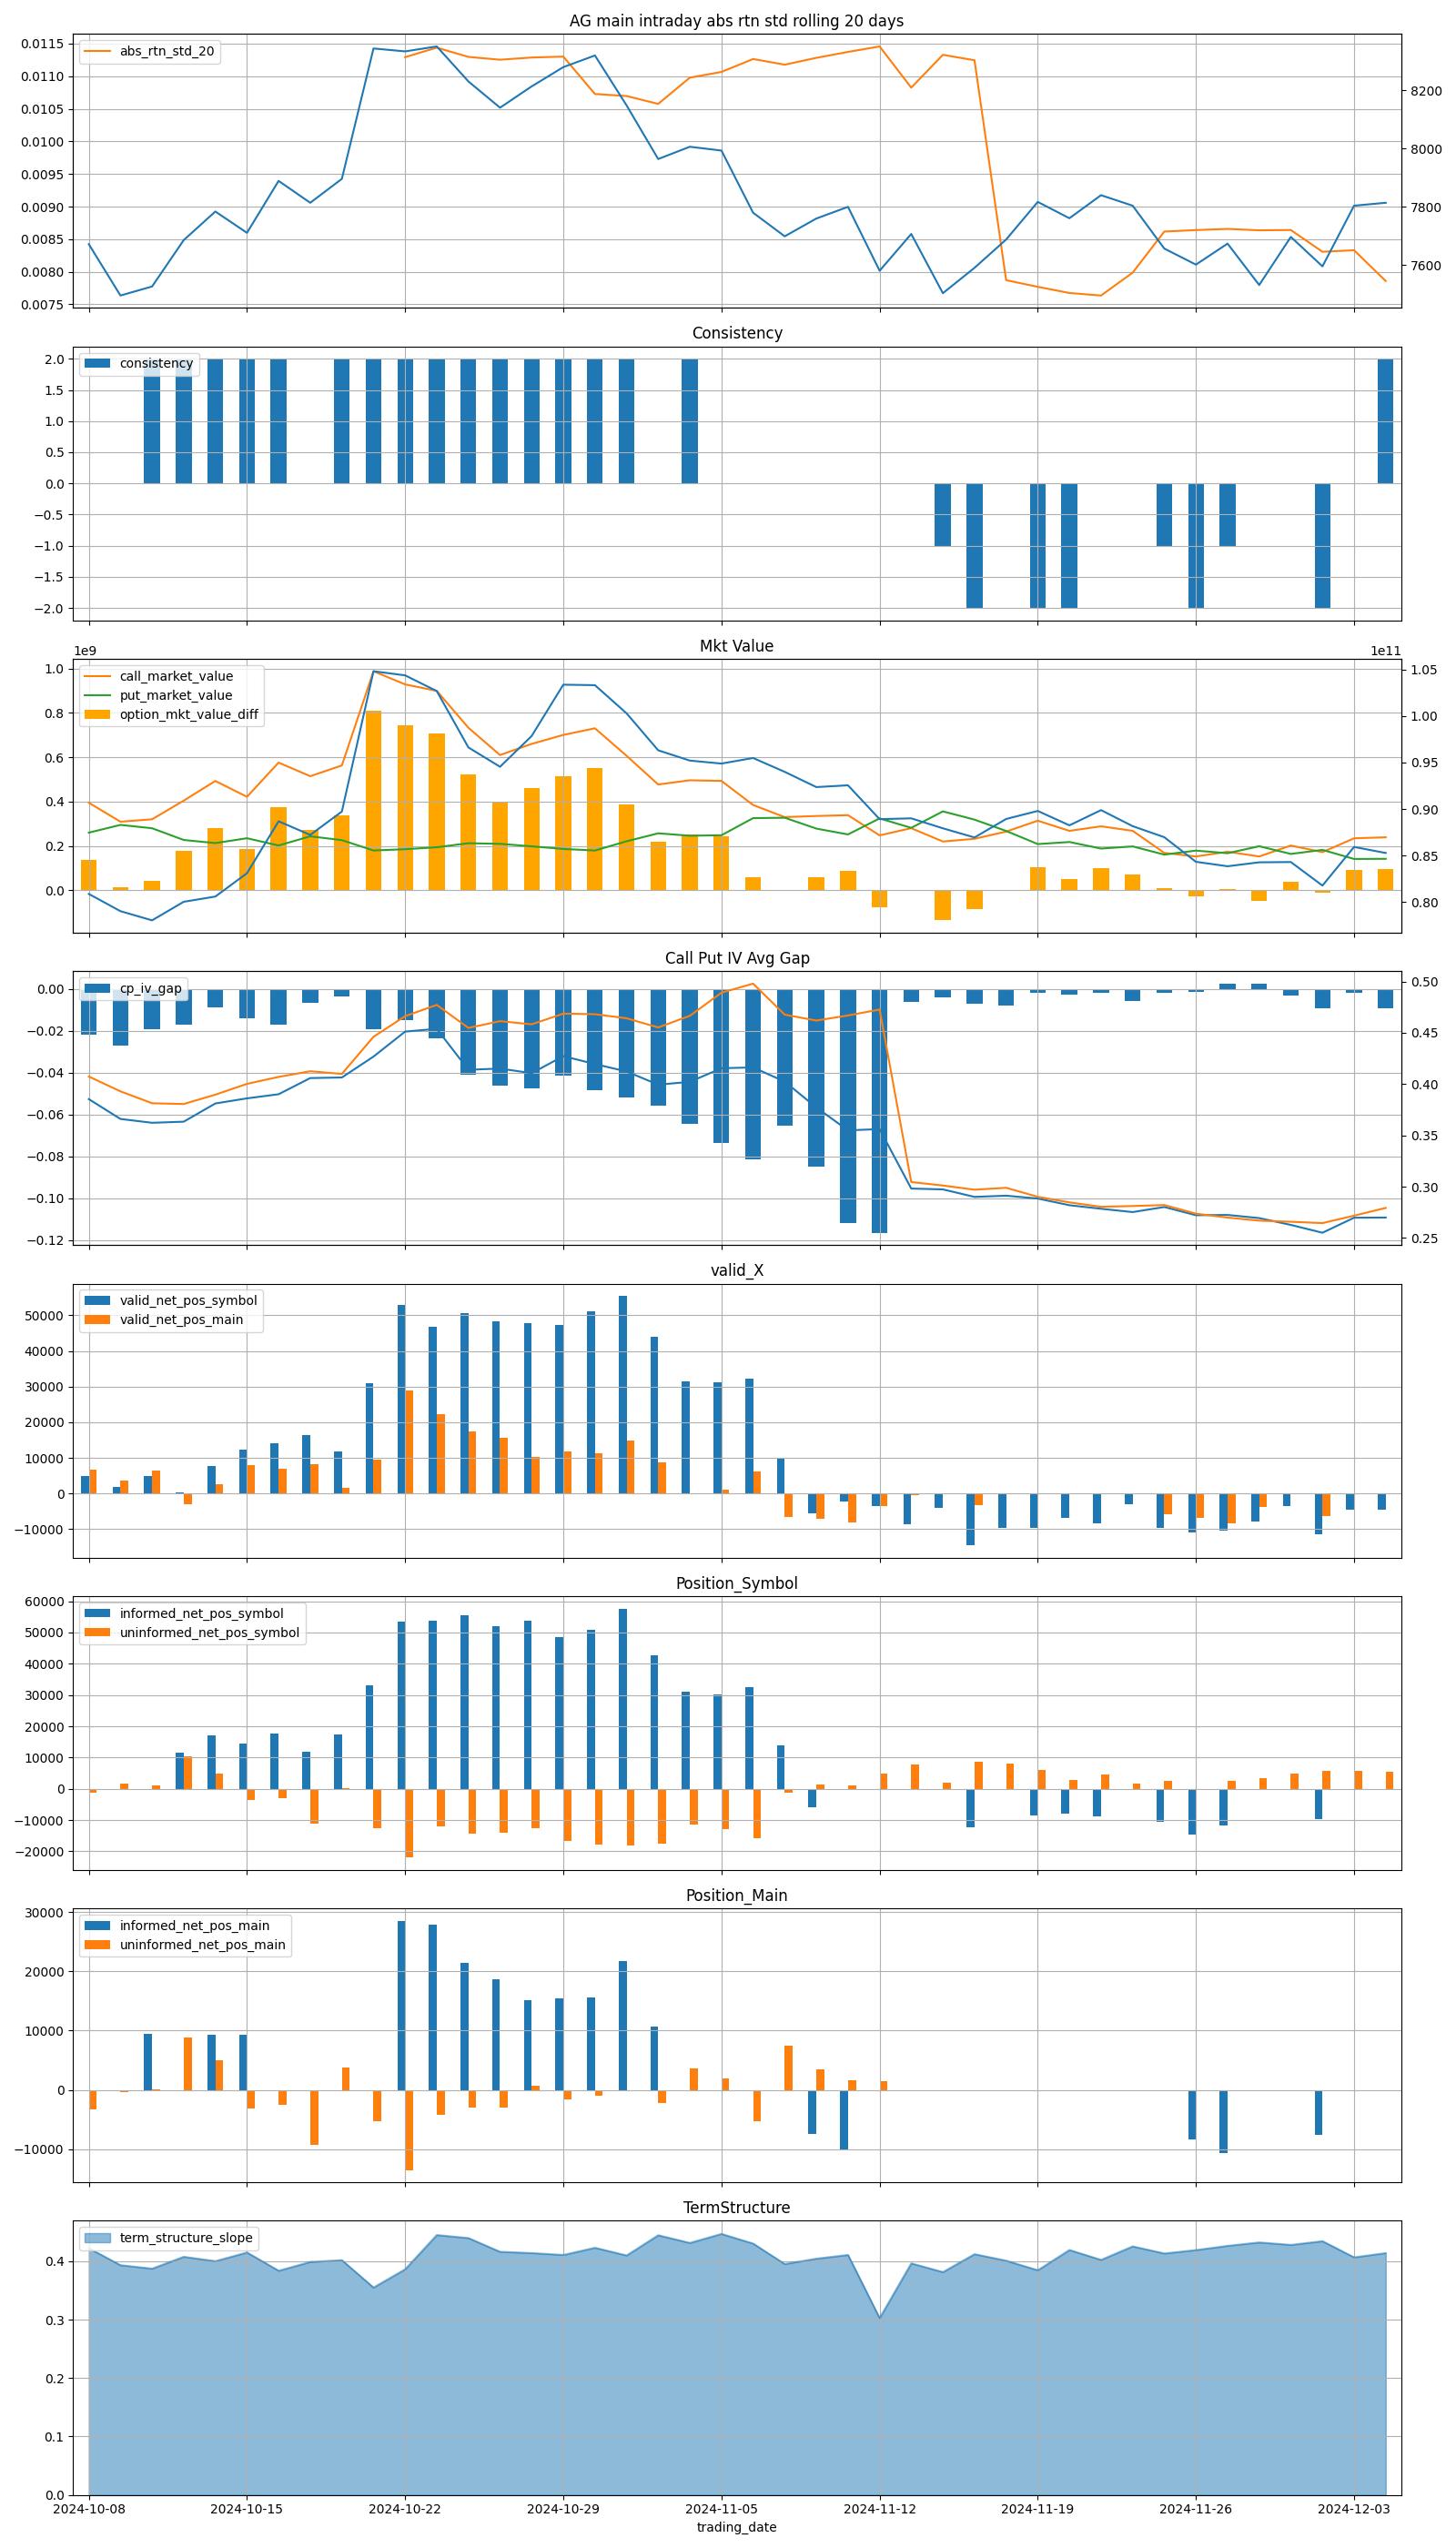 AG main intraday abs rtn std rolling 20 days
abs_rtn_std_20
0.0115
0.0110
0.0105
0.0100
0.0095
0.0090
0.0085
0.0080
0.0075
8200
8000
7800
7600
Consistency
consistency
2.0
1.5
1.0
0.5
0.0
−0.5
−1.0
−1.5
−2.0
Mkt Value
1e9
1e11
call_market_value
put_market_value
option_mkt_value_diff
1.0
0.8
0.6
0.4
0.2
0.0
1.05
1.00
0.95
0.90
0.85
0.80
Call Put IV Avg Gap
cp_iv_gap
0.00
−0.02
−0.04
−0.06
−0.08
−0.10
−0.12
0.50
0.45
0.40
0.35
0.30
0.25
valid_X
valid_net_pos_symbol
valid_net_pos_main
50000
40000
30000
20000
10000
0
−10000
Position_Symbol
informed_net_pos_symbol
uninformed_net_pos_symbol
60000
50000
40000
30000
20000
10000
0
−10000
−20000
Position_Main
informed_net_pos_main
uninformed_net_pos_main
30000
20000
10000
0
−10000
TermStructure
term_structure_slope
0.4
0.3
0.2
0.1
0.0
2024-10-08 2024-10-15 2024-10-22 2024-10-29 2024-11-05 2024-11-12 2024-11-19 2024-11-26 2024-12-03
trading_date